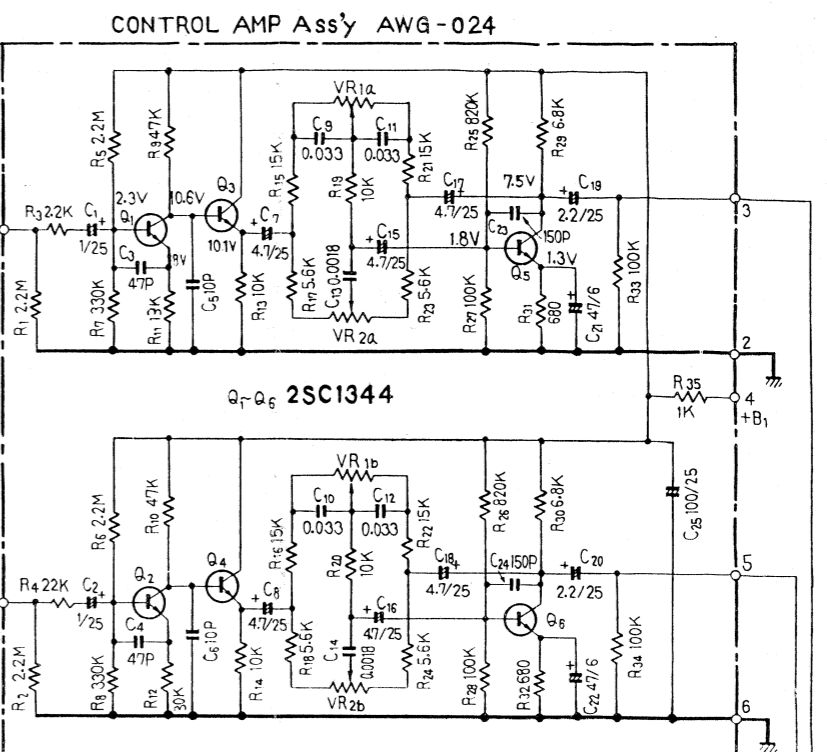 CONTROL AMP Ass'y AWG-024
VR1a
C9
0.033
C11
0.033
R5 2.2M
R9 47K
R25 820K
R29 6.8K
R15 15K
R21 15K
R19
10K
2.3V
10.6V
Q3
7.5V
C17
4.7/25
C19
2.2/25
3
R3 2.2K
C1
1/25
Q1
C7
4.7/25
C15
4.7/25
C23
150P
1.8V
C3
47P
.8V
10.1V
Q5
1.3V
R1 2.2M
R7 330K
R11 13K
C5 10P
R13 10K
R17 5.6K
C13 0.0018
R23 5.6K
R27 100K
R31
680
C21 47/6
R33 100K
VR2a
2
Q1~Q6 2SC1344
R35
1K
4
+B1
VR1b
C10
0.033
C12
0.033
R6 2.2M
R10 47K
R26 820K
R30 6.8K
C25 100/25
R16 15K
R22 15K
R20
10K
Q2
Q4
C18
4.7/25
C24 150P
C20
2.2/25
5
R4 22K
C2
1/25
C8
4.7/25
C16
4.7/25
Q6
C4
47P
R2 2.2M
R8 330K
R12
30K
C6 10P
R14 10K
R18 5.6K
C14
0.0018
R24 5.6K
R28 100K
R32 680
C22 47/6
R34 100K
VR2b
6